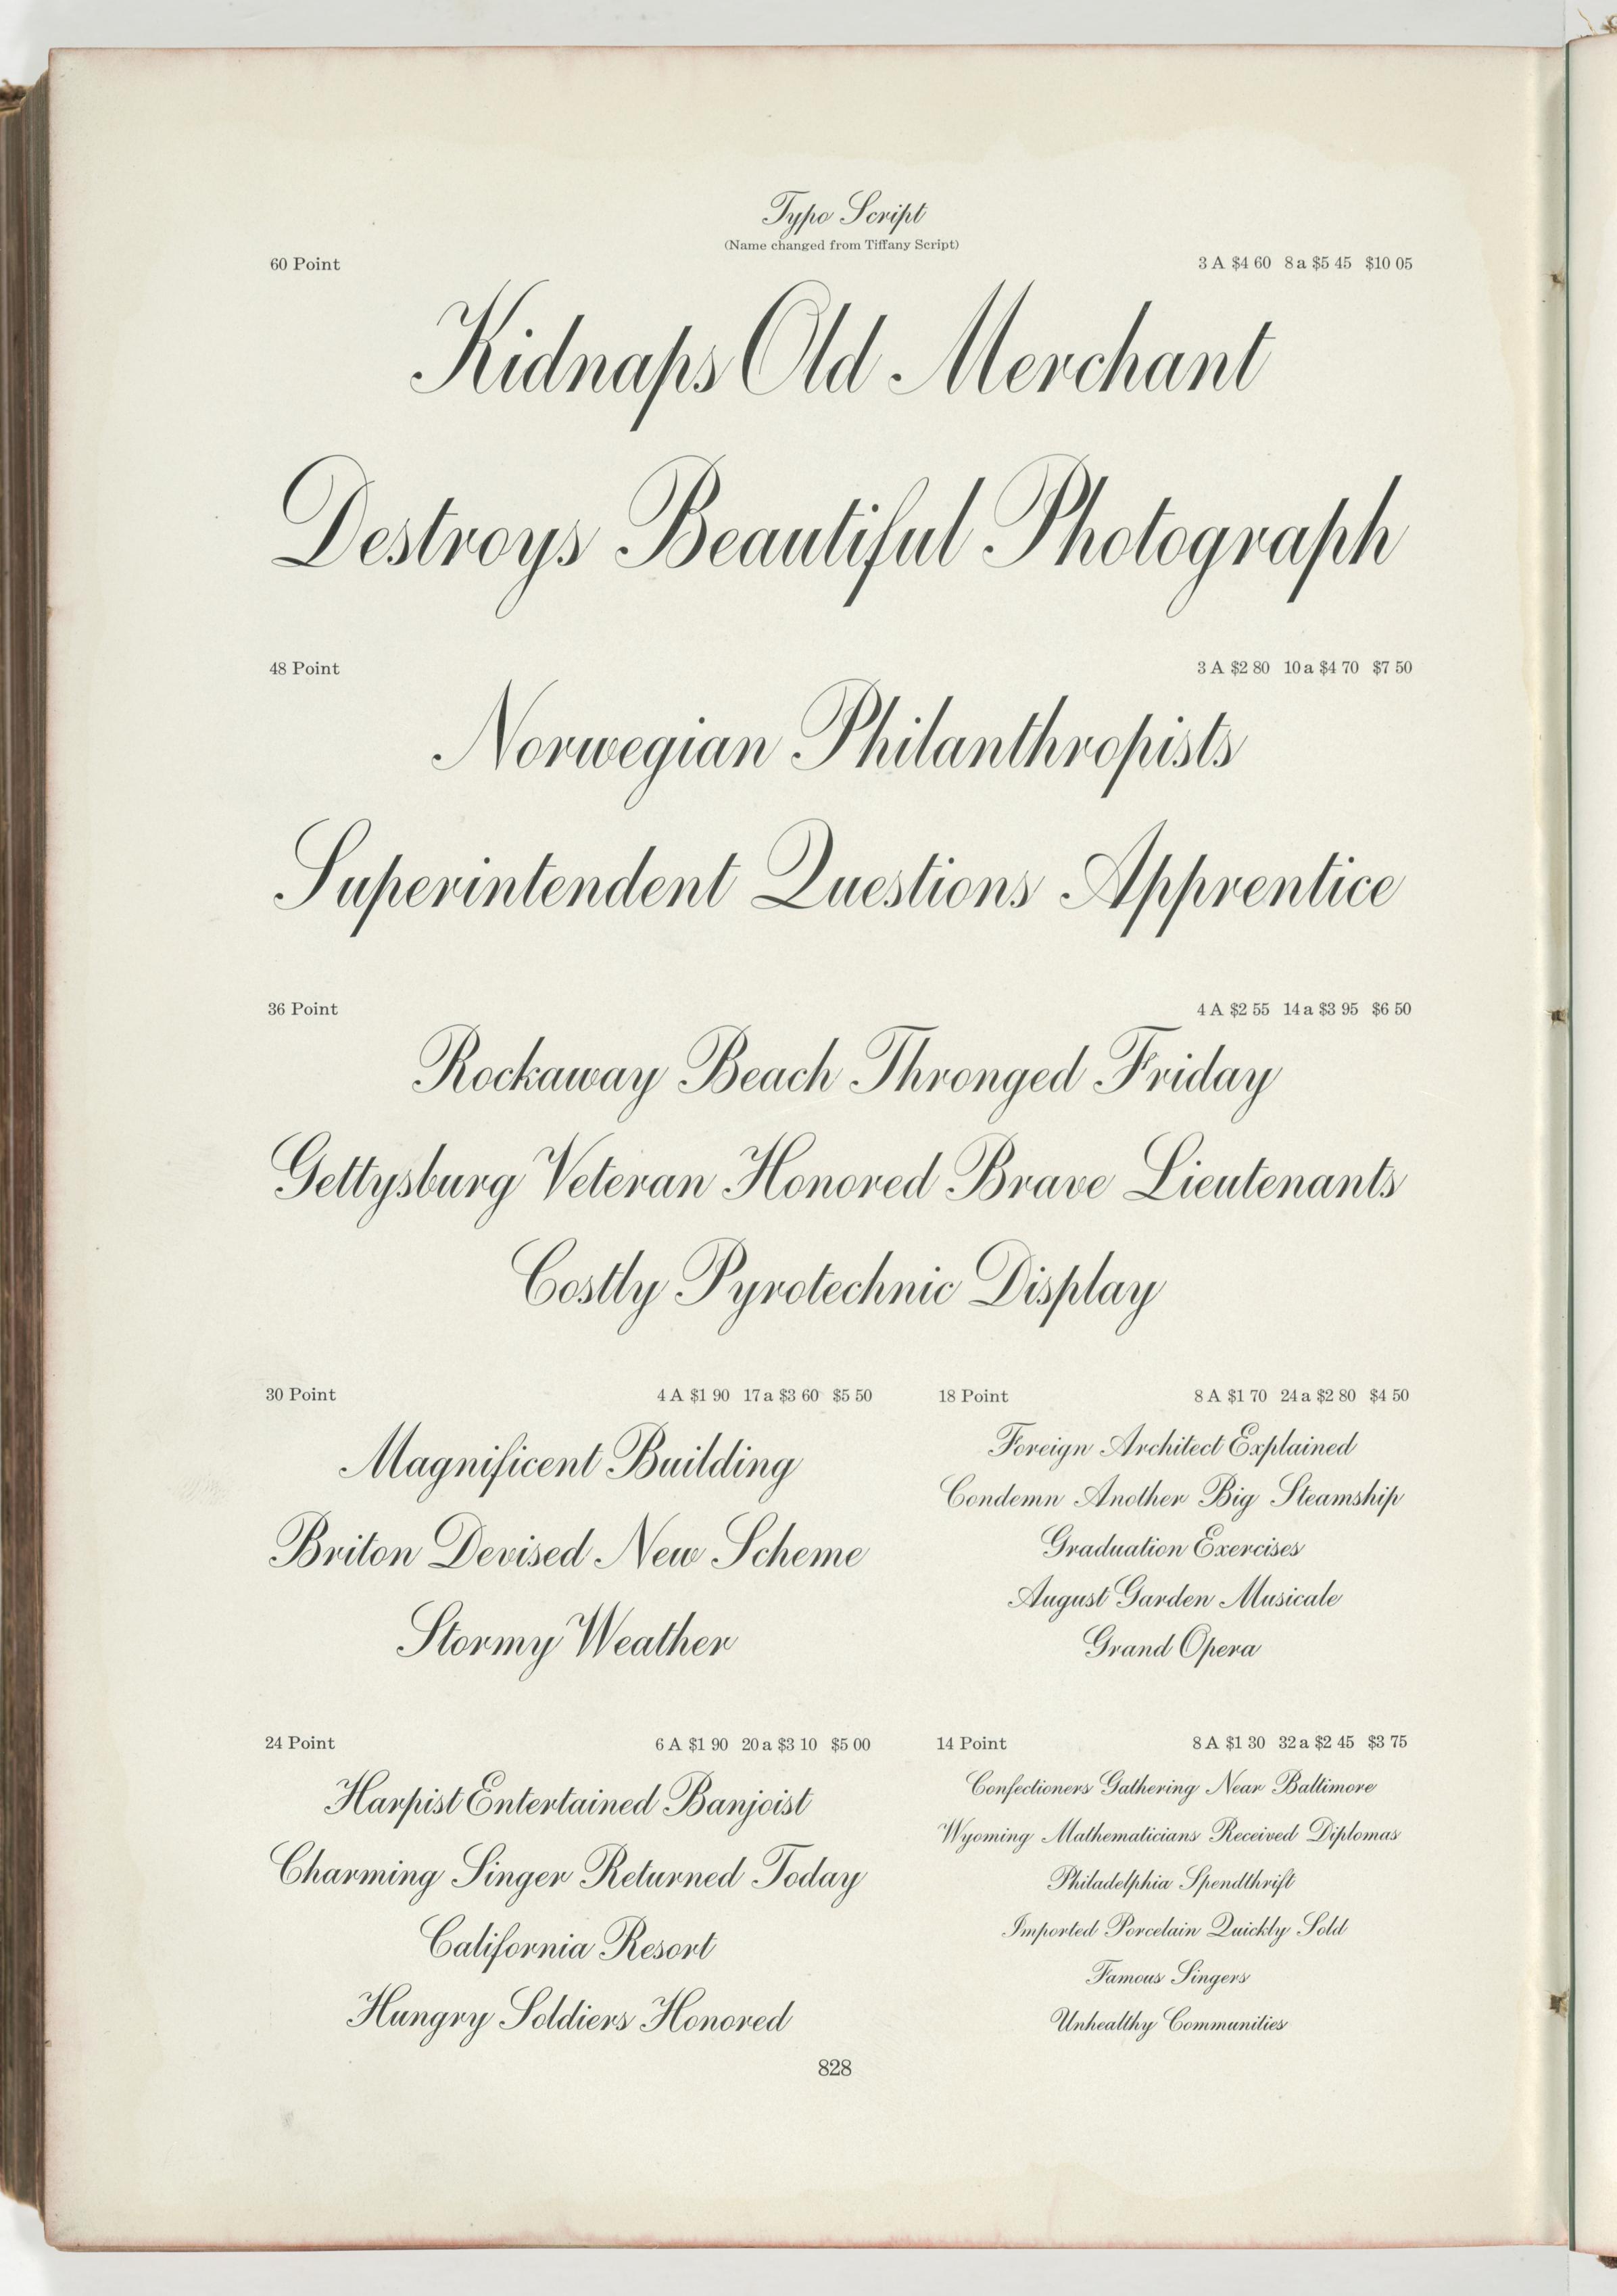 Typo Script
(Name changed from Tiffany Script)
60 Point 3 A $4 60 8 a $5 45 $10 05
Kidnaps Old Merchant
Destroys Beautiful Photograph
48 Point 3 A $2 80 10 a $4 70 $7 50
Norwegian Philanthropists
Superintendent Questions Apprentice
36 Point 4 A $2 55 14 a $3 95 $6 50
Rockaway Beach Thronged Friday
Gettysburg Veteran Honored Brave Lieutenants
Costly Pyrotechnic Display
30 Point 4 A $1 90 17 a $3 60 $5 50
Magnificent Building
Briton Devised New Scheme
Stormy Weather
24 Point 6 A $1 90 20 a $3 10 $5 00
Harpist Entertained Banjoist
Charming Singer Returned Today
California Resort
Hungry Soldiers Honored
18 Point 8 A $1 70 24 a $2 80 $4 50
Foreign Architect Explained
Condemn Another Big Steamship
Graduation Exercises
August Garden Musicale
Grand Opera
14 Point 8 A $1 30 32 a $2 45 $3 75
Confectioners Gathering Near Baltimore
Wyoming Mathematicians Received Diplomas
Philadelphia Spendthrift
Imported Porcelain Quickly Sold
Famous Singers
Unhealthy Communities
828